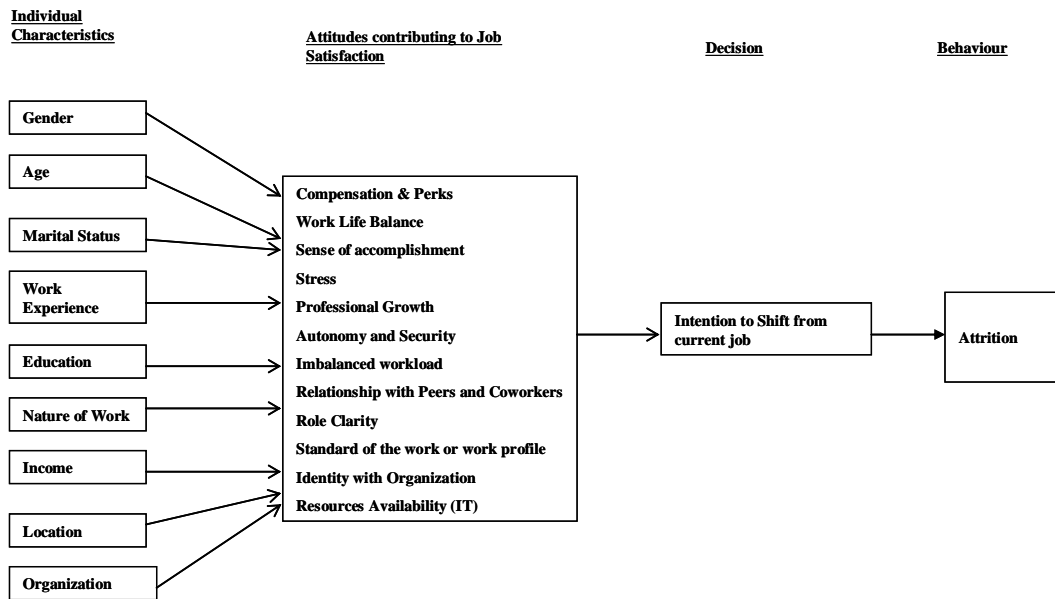 Individual
Characteristics
Attitudes contributing to Job
Satisfaction
Decision
Behaviour
Gender
Age
Marital Status
Work
Experience
Education
Nature of Work
Income
Location
Organization
Compensation & Perks
Work Life Balance
Sense of accomplishment
Stress
Professional Growth
Autonomy and Security
Imbalanced workload
Relationship with Peers and Coworkers
Role Clarity
Standard of the work or work profile
Identity with Organization
Resources Availability (IT)
Intention to Shift from
current job
Attrition